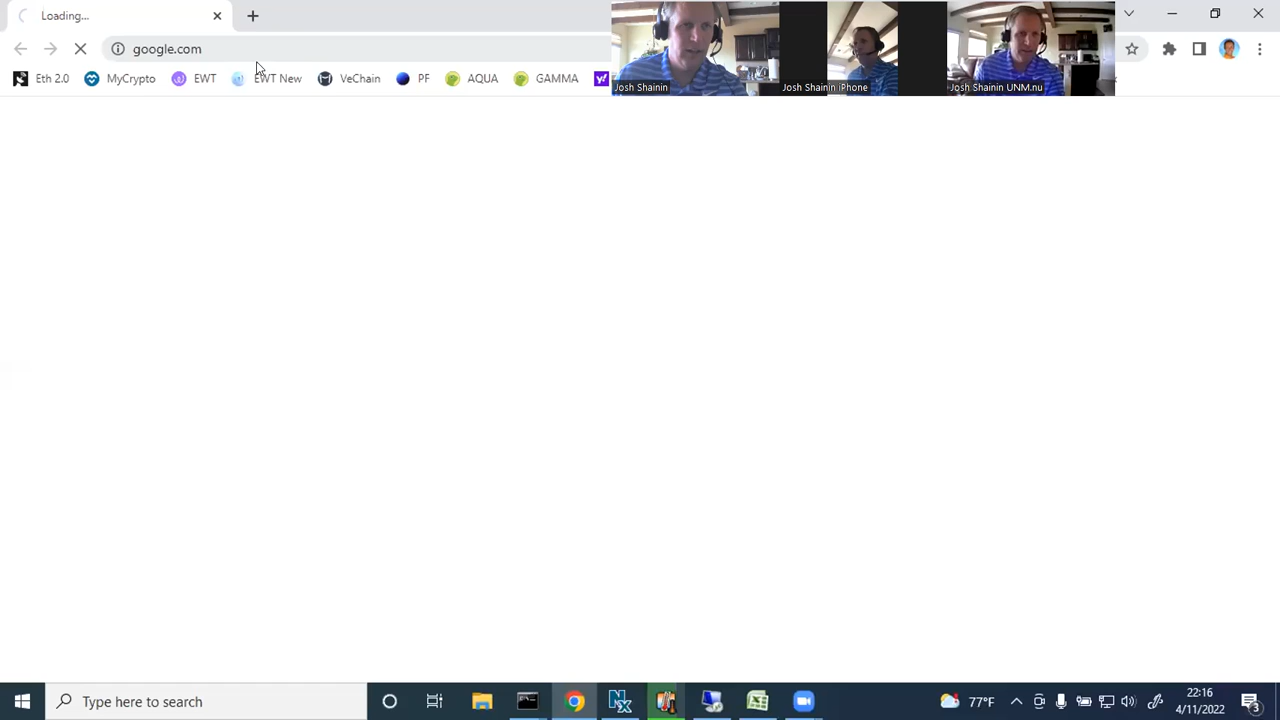 Loading...
google.com
Eth 2.0
MyCrypto
EWT
EWT New
VeChain
PF
AQUA
GAMMA
Josh Shainin
Josh Shainin iPhone
Josh Shainin UNM.nu
Type here to search
77°F
22:16
4/11/2022
3